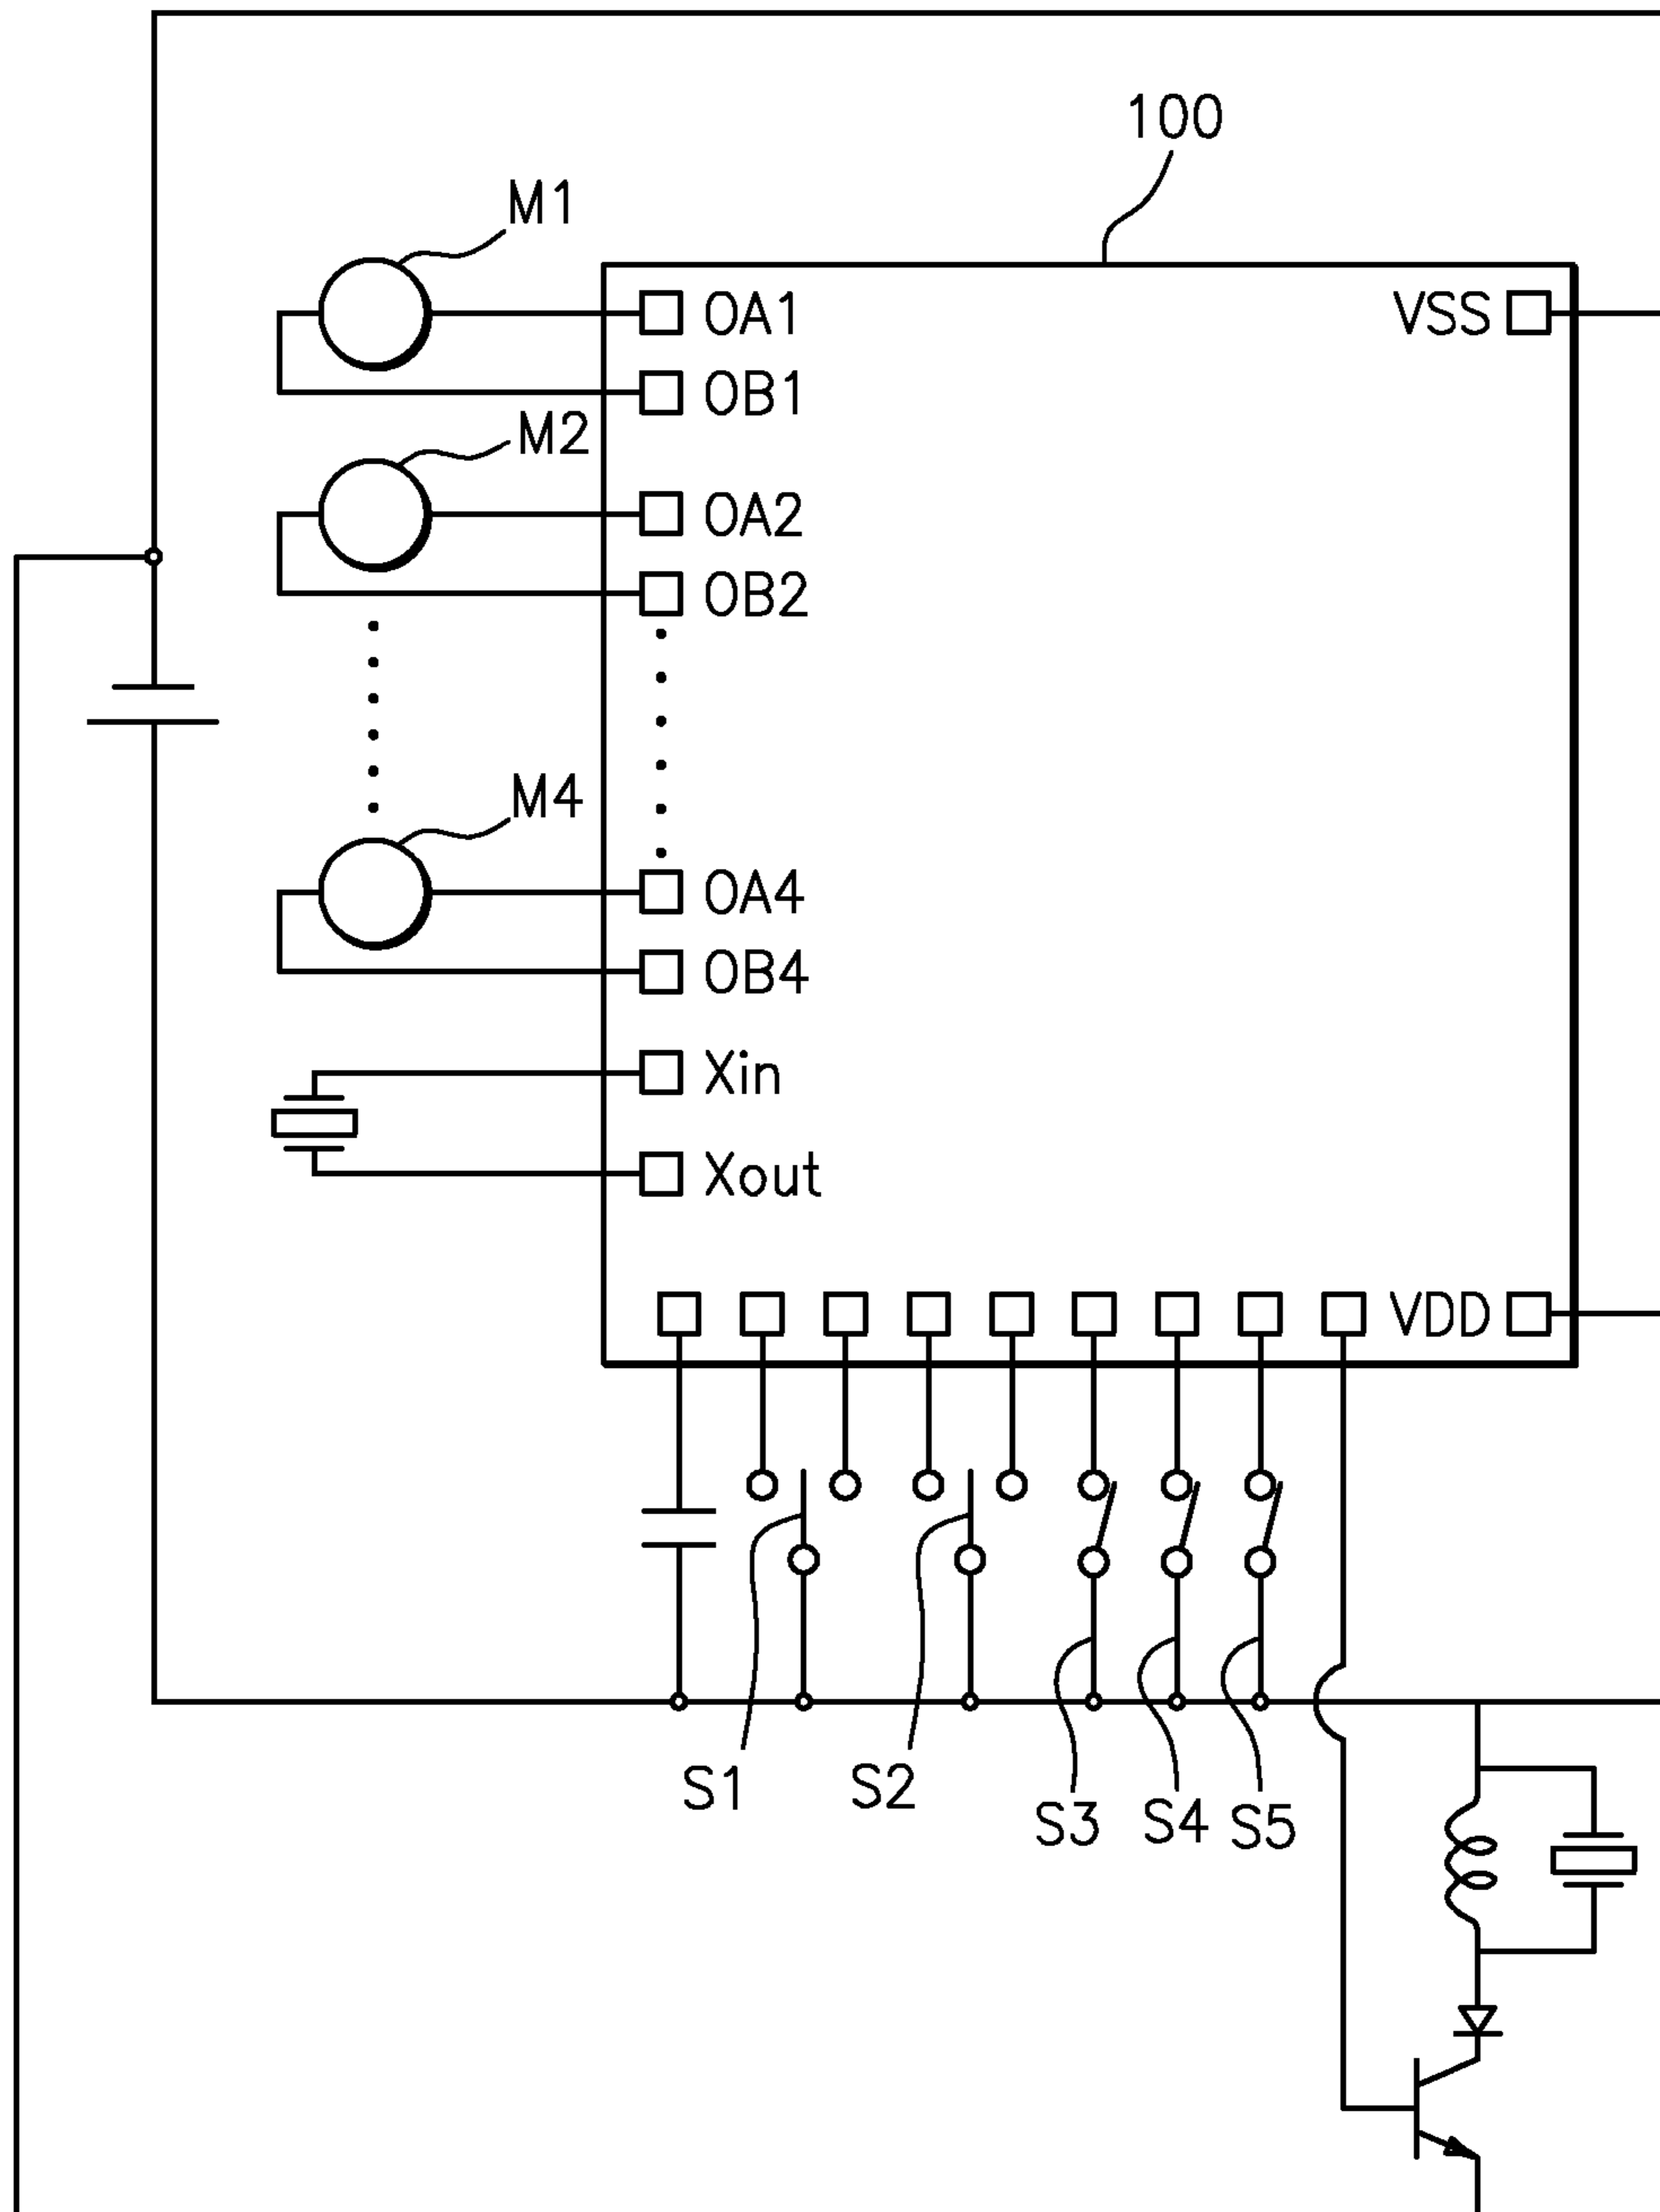 100
M1
OA1
VSS
OB1
M2
OA2
OB2
M4
OA4
OB4
Xin
Xout
VDD
S1
S2
S3
S4
S5